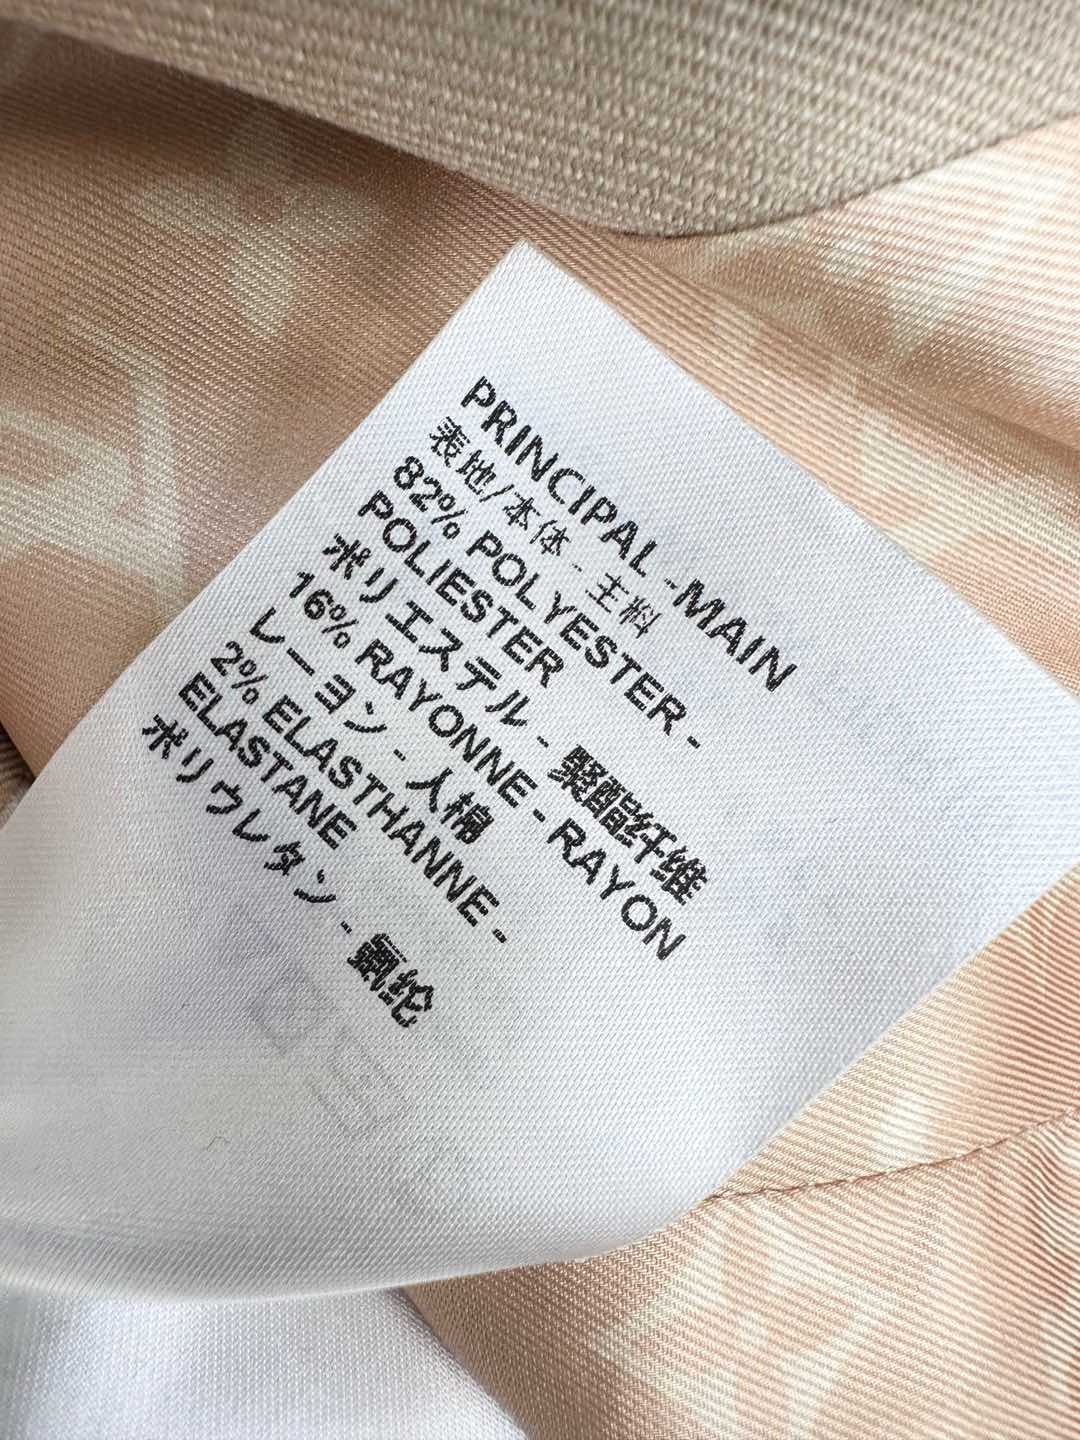 PRINCIPAL - MAIN
表地/本体 - 主料
82% POLYESTER -
POLIESTER
ポリエステル - 聚酯纤维
16% RAYONNE - RAYON
レーヨン - 人棉
2% ELASTHANNE -
ELASTANE
ポリウレタン - 氨纶